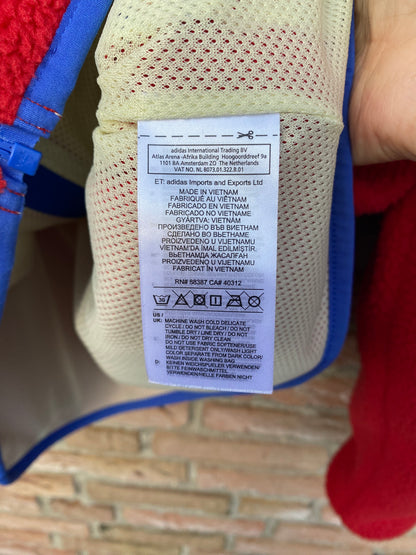 adidas International Trading BV
Atlas Arena -Afrika Building  Hoogoorddreef 9a
1101 BA Amsterdam ZO  The Netherlands
VAT No. NL 8073.01.322.B.01
ET: adidas Imports and Exports Ltd
MADE IN VIETNAM
FABRIQUÉ AU VIÊTNAM
FABRICADO EN VIETNAM
GYÁRTVA: VIETNAM
FABRICADO NO VIETNAM
ПРОИЗВЕДЕНО ВЪВ ВИЕТНАМ
СДЕЛАНО ВО ВЬЕТНАМЕ
PROIZVEDENO U VIJETNAMU
VİETNAM'DA İMAL EDİLMİŞTİR.
ВЬЕТНАМДА ЖАСАЛҒАН
PROIZVEDENO U VIJETNAMU
FABRICAT ÎN VIETNAM
RN# 88387 CA# 40312
30
US /
UK: MACHINE WASH COLD DELICATE
CYCLE / DO NOT BLEACH / DO NOT
TUMBLE DRY / LINE DRY / DO NOT
IRON / DO NOT DRY CLEAN
DO NOT USE FABRIC SOFTENER/USE
MILD DETERGENT ONLY/WASH LIGHT
COLOR SEPARATE FROM DARK COLOR/
WASH INSIDE WASHING BAG
D: KEINEN WEICHSPUELER VERWENDEN/
BITTE FEINWASCHMITTEL
VERWENDEN/HELLE FARBEN NICHT